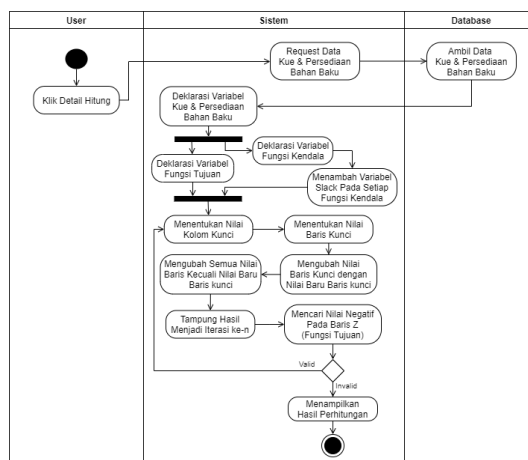 User
Sistem
Database
Klik Detail Hitung
Request Data
Kue & Persediaan
Bahan Baku
Ambil Data
Kue & Persediaan
Bahan Baku
Deklarasi Variabel
Kue & Persediaan
Bahan Baku
Deklarasi Variabel
Fungsi Tujuan
Deklarasi Variabel
Fungsi Kendala
Menambah Variabel
Slack Pada Setiap
Fungsi Kendala
Menentukan Nilai
Kolom Kunci
Menentukan Nilai
Baris Kunci
Mengubah Nilai
Baris Kunci dengan
Nilai Baru Baris kunci
Mengubah Semua Nilai
Baris Kecuali Nilai Baru
Baris kunci
Tampung Hasil
Menjadi Iterasi ke-n
Mencari Nilai Negatif
Pada Baris Z
(Fungsi Tujuan)
Valid
Invalid
Menampilkan
Hasil Perhitungan